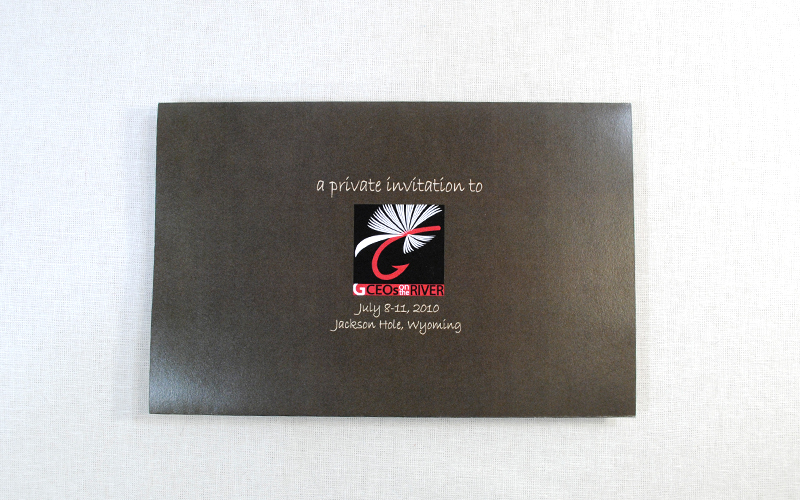 a private invitation to
G CEOs on the RIVER
July 8-11, 2010
Jackson Hole, Wyoming